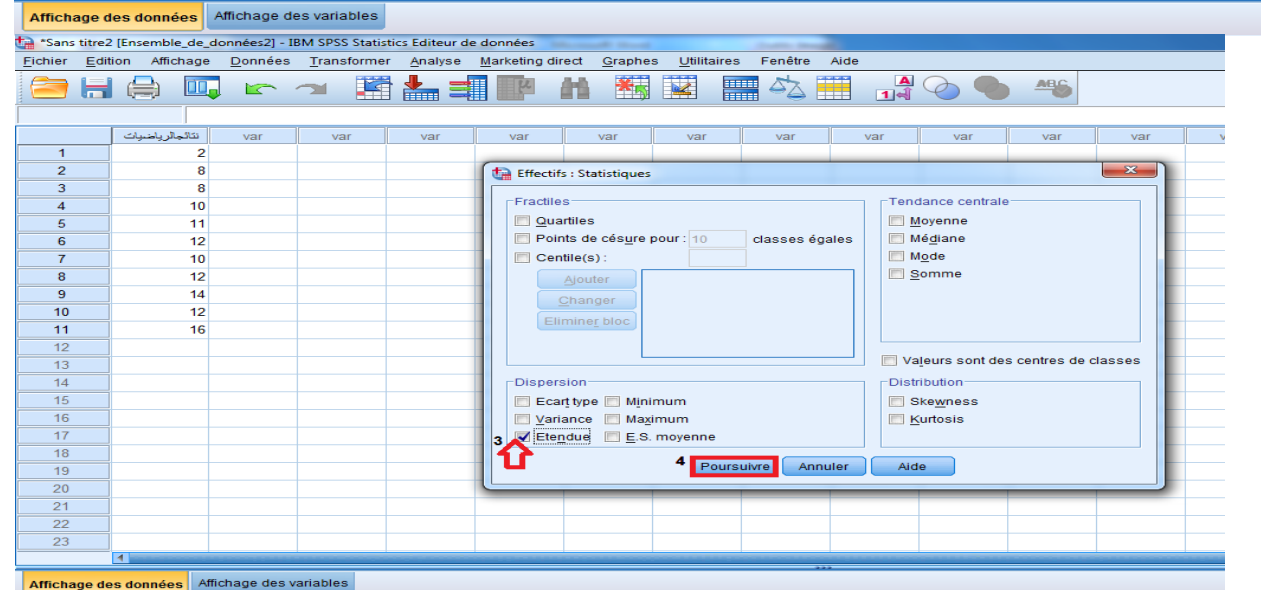 Affichage des données Affichage des variables
*Sans titre2 [Ensemble_de_données2] - IBM SPSS Statistics Editeur de données
Fichier Edition Affichage Données Transformer Analyse Marketing direct Graphes Utilitaires Fenêtre Aide
نتائجالرياضيات var var var var var var var var var var var
1 2
2 8
3 8
4 10
5 11
6 12
7 10
8 12
9 14
10 12
11 16
12
13
14
15
16
17
18
19
20
21
22
23
Effectifs : Statistiques
Fractiles
Quartiles
Points de césure pour : 10 classes égales
Centile(s) :
Ajouter
Changer
Eliminer bloc
Tendance centrale
Moyenne
Médiane
Mode
Somme
Valeurs sont des centres de classes
Dispersion
Ecart type Minimum
Variance Maximum
3 Etendue E.S. moyenne
Distribution
Skewness
Kurtosis
4 Poursuivre Annuler Aide
Affichage des données Affichage des variables